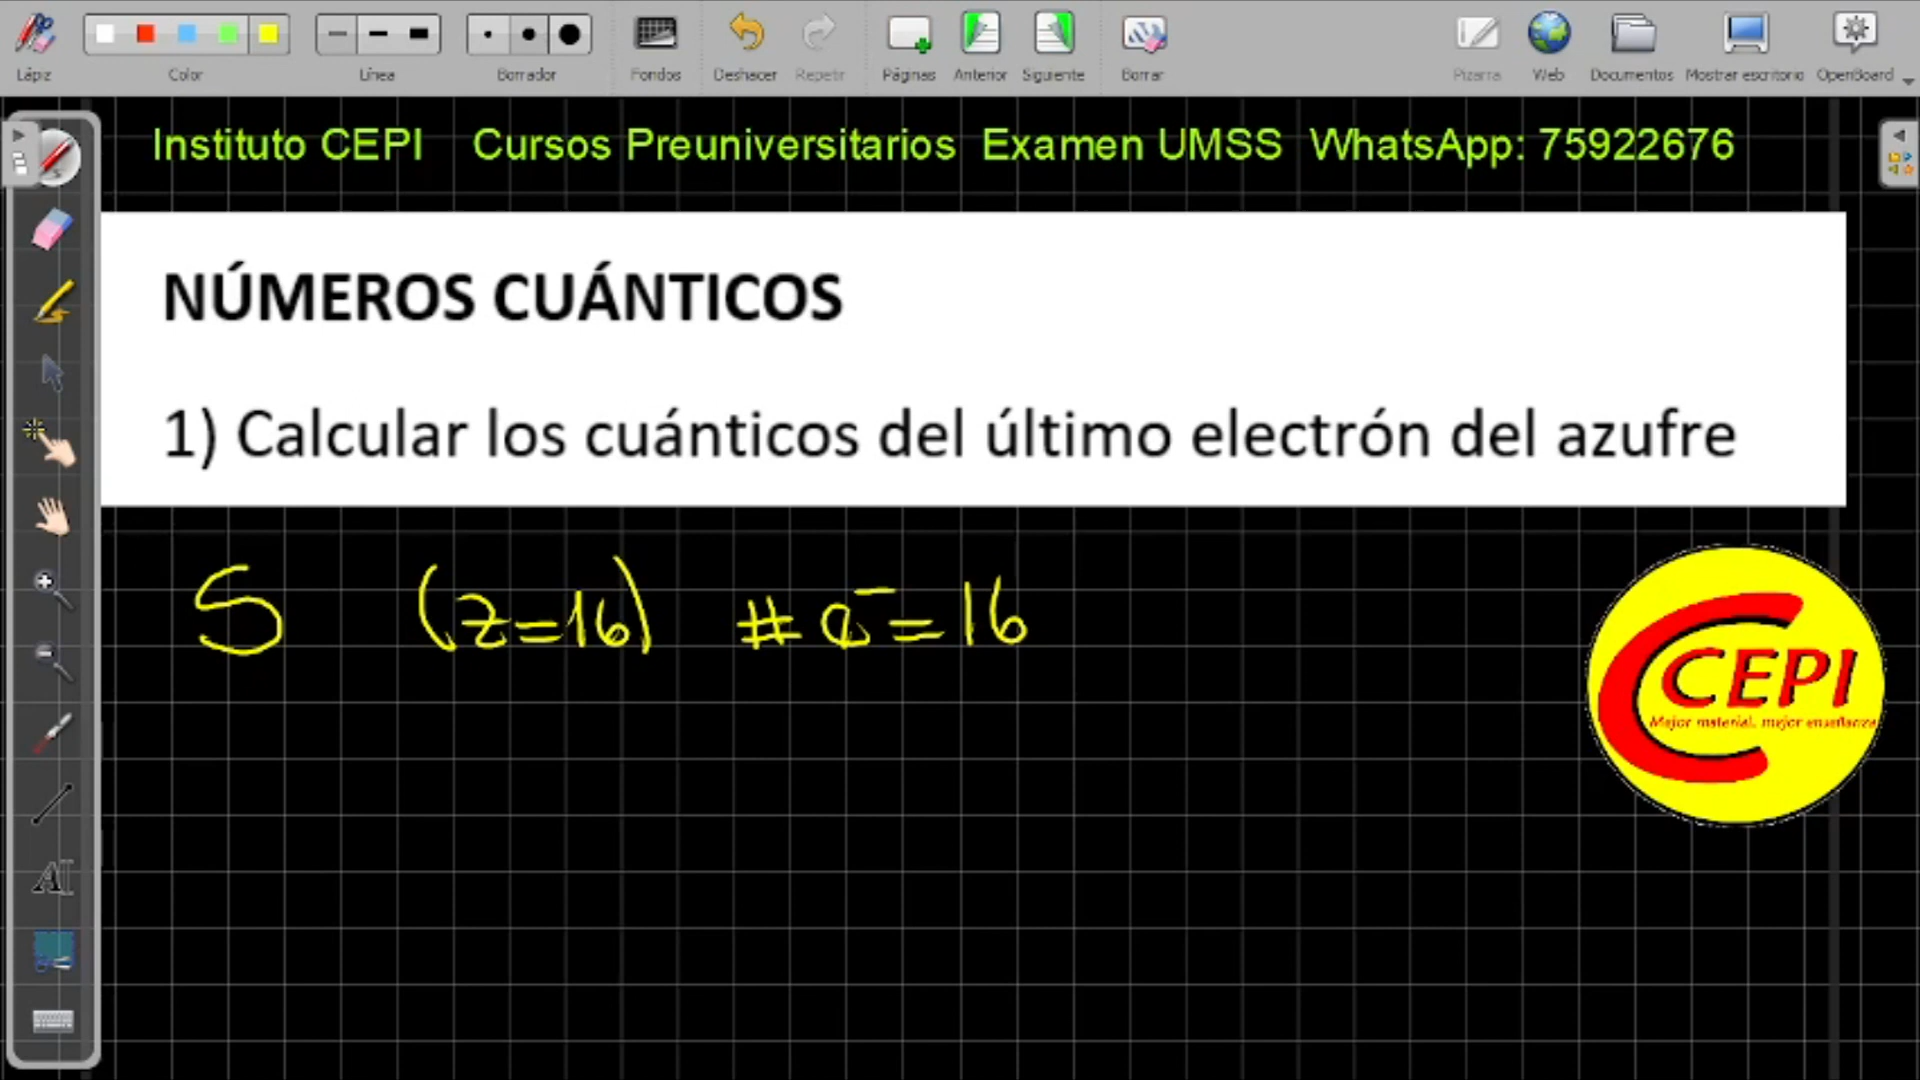 Lápiz Color Línea Borrador Fondos Deshacer Repetir Páginas Anterior Siguiente Borrar Pizarra Web Documentos Mostrar escritorio OpenBoard
Instituto CEPI Cursos Preuniversitarios Examen UMSS WhatsApp: 75922676
NÚMEROS CUÁNTICOS
1) Calcular los cuánticos del último electrón del azufre
S (z=16) # e⁻ = 16
CEPI
Mejor material, mejor enseñanza